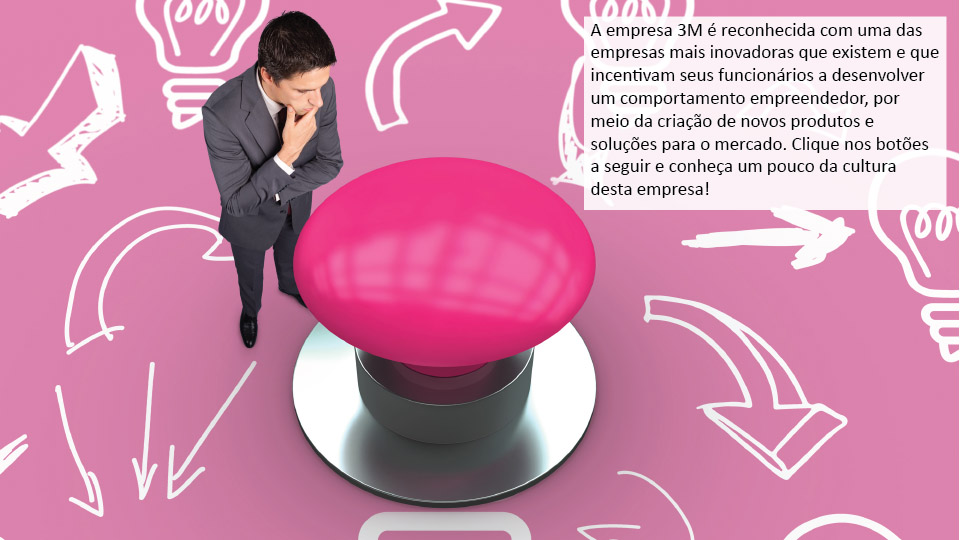 A empresa 3M é reconhecida com uma das
empresas mais inovadoras que existem e que
incentivam seus funcionários a desenvolver
um comportamento empreendedor, por
meio da criação de novos produtos e
soluções para o mercado. Clique nos botões
a seguir e conheça um pouco da cultura
desta empresa!